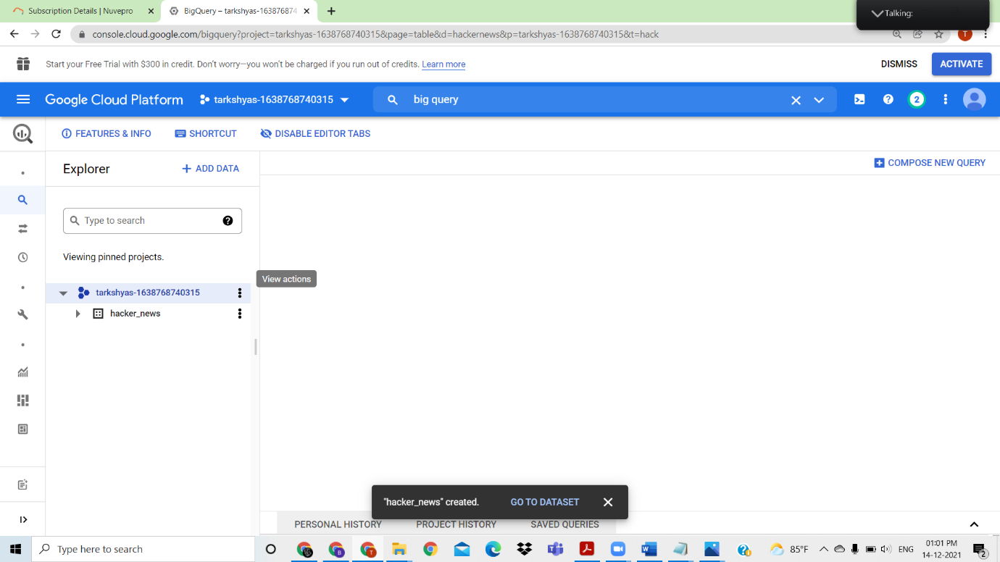 Subscription Details | Nuvepro
BigQuery – tarkshyas-16387687
Talking:
console.cloud.google.com/bigquery?project=tarkshyas-1638768740315&page=table&d=hackernews&p=tarkshyas-1638768740315&t=hack
T
Start your Free Trial with $300 in credit. Don't worry—you won't be charged if you run out of credits. Learn more
DISMISS
ACTIVATE
Google Cloud Platform
tarkshyas-1638768740315
big query
2
FEATURES & INFO
SHORTCUT
DISABLE EDITOR TABS
Explorer
ADD DATA
COMPOSE NEW QUERY
Type to search
Viewing pinned projects.
View actions
tarkshyas-1638768740315
hacker_news
"hacker_news" created.
GO TO DATASET
PERSONAL HISTORY
PROJECT HISTORY
SAVED QUERIES
Type here to search
B
T
85°F
ENG
01:01 PM
14-12-2021
2